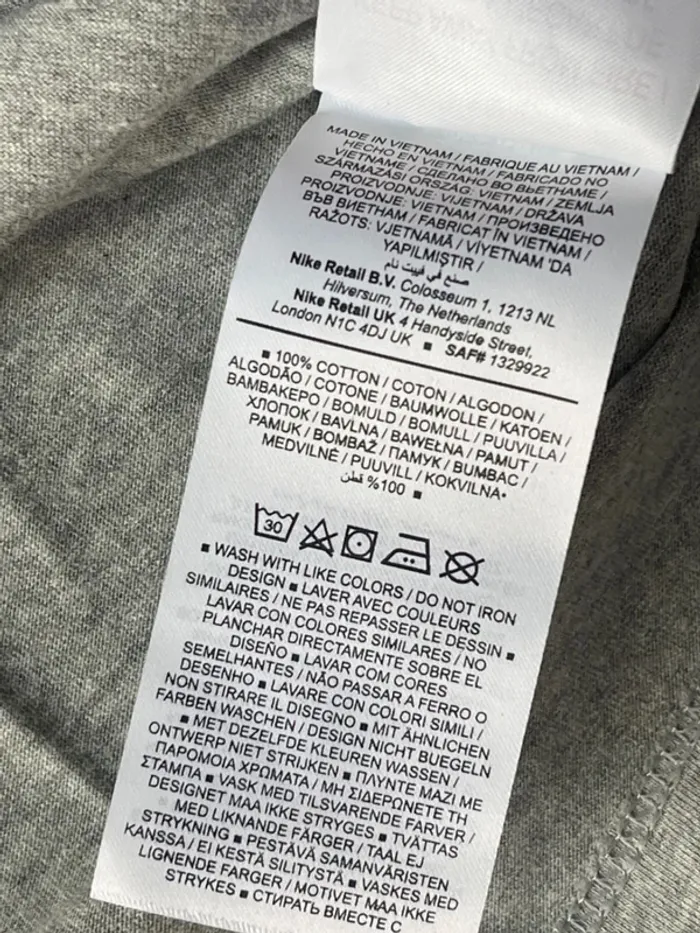 MADE IN VIETNAM / FABRIQUE AU VIETNAM /
HECHO EN VIETNAM / FABRICADO NO
VIETNAME / СДЕЛАНО ВО ВЬЕТНАМЕ /
SZÁRMAZÁSI ORSZÁG: VIETNAM / ZEMLJA
PROIZVODNJE: VIJETNAM / DRŽAVA
PROIZVODNJE: VIETNAM / ПРОИЗВЕДЕНО
ВЪВ ВИЕТНАМ / FABRICAT ÎN VIETNAM /
RAŽOTS: VJETNAMĀ / VİYETNAM 'DA
YAPILMIŞTIR /
صنع في فييت نام
Nike Retail B.V. Colosseum 1, 1213 NL
Hilversum, The Netherlands
Nike Retail UK 4 Handyside Street,
London N1C 4DJ UK ■ SAF# 1329922
■ 100% COTTON / COTON / ALGODON /
ALGODÃO / COTONE / BAUMWOLLE / KATOEN /
ΒΑΜΒΑΚΕΡΟ / BOMULD / BOMULL / PUUVILLA /
ХЛОПОК / BAVLNA / BAWEŁNA / PAMUT /
PAMUK / BOMBAŽ / ПАМУК / BUMBAC /
MEDVILNĖ / PUUVILL / KOKVILNA•
100% قطن ■
30
■ WASH WITH LIKE COLORS / DO NOT IRON
DESIGN ■ LAVER AVEC COULEURS
SIMILAIRES / NE PAS REPASSER LE DESSIN ■
LAVAR CON COLORES SIMILARES / NO
PLANCHAR DIRECTAMENTE SOBRE EL
DISEÑO ■ LAVAR COM CORES
SEMELHANTES / NÃO PASSAR A FERRO O
DESENHO ■ LAVARE CON COLORI SIMILI /
NON STIRARE IL DISEGNO ■ MIT ÄHNLICHEN
FARBEN WASCHEN / DESIGN NICHT BUEGELN
■ MET DEZELFDE KLEUREN WASSEN /
ONTWERP NIET STRIJKEN ■ ΠΛΥΝΤΕ ΜΑΖΙ ΜΕ
ΠΑΡΟΜΟΙΑ ΧΡΩΜΑΤΑ / ΜΗ ΣΙΔΕΡΩΝΕΤΕ ΤΗ
ΣΤΑΜΠΑ ■ VASK MED TILSVARENDE FARVER /
DESIGNET MAA IKKE STRYGES ■ TVÄTTAS
MED LIKNANDE FÄRGER / TAAL EJ
STRYKNING ■ PESTÄVÄ SAMANVÄRISTEN
KANSSA / EI KESTÄ SILITYSTÄ ■ VASKES MED
LIGNENDE FARGER / MOTIVET MAA IKKE
STRYKES ■ СТИРАТЬ ВМЕСТЕ С